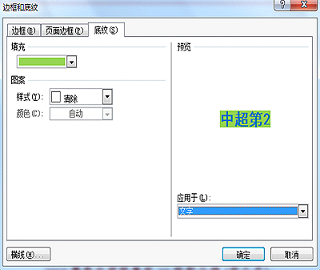 边框和底纹
边框(B) 页面边框(P) 底纹(S)
填充
图案
样式(Y): 清除
颜色(C): 自动
预览
中超第2
应用于(L):
文字
横线(H)... 确定 取消